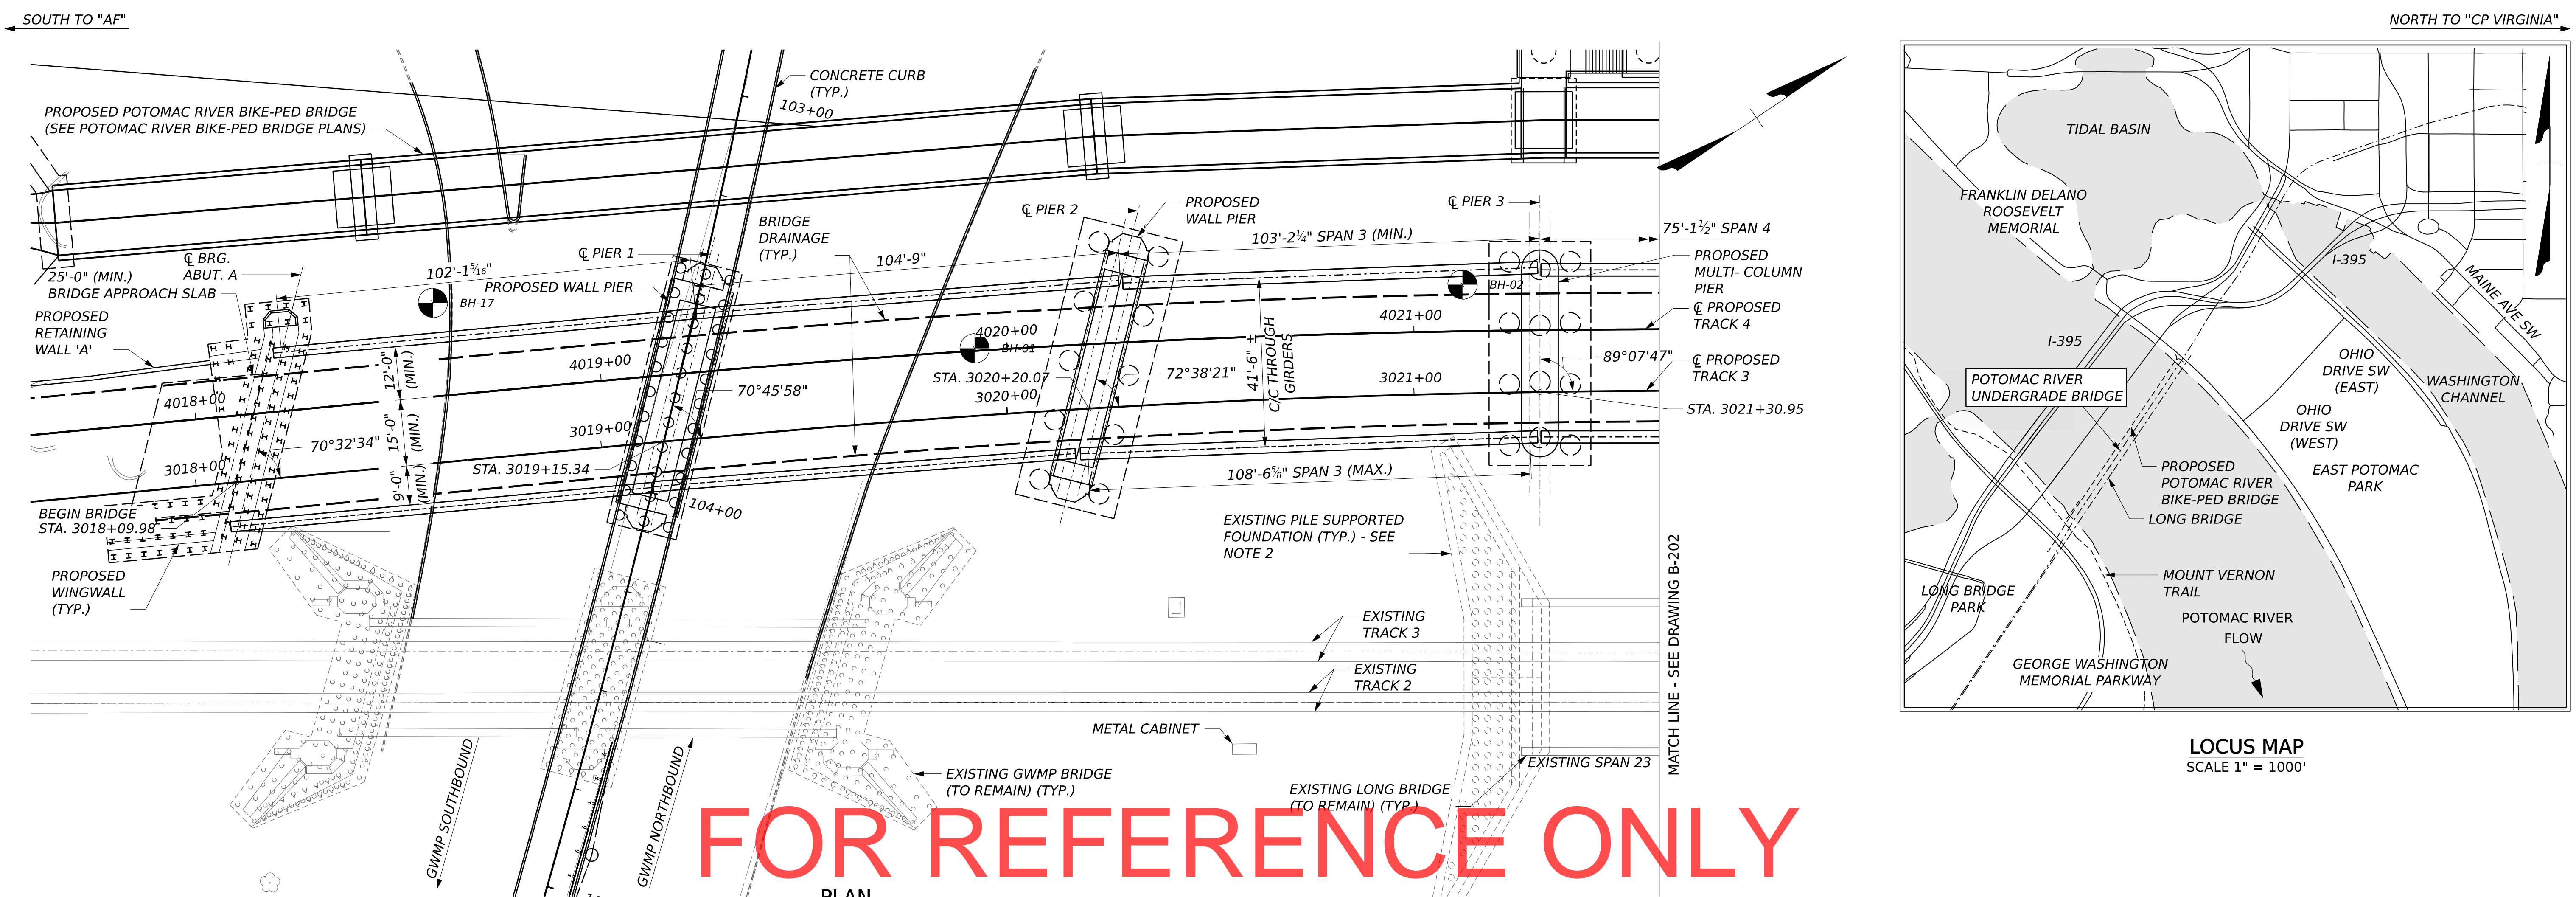 SOUTH TO "AF"
NORTH TO "CP VIRGINIA"
CONCRETE CURB
(TYP.)
103+00
PROPOSED POTOMAC RIVER BIKE-PED BRIDGE
(SEE POTOMAC RIVER BIKE-PED BRIDGE PLANS)
℄ BRG.
ABUT. A
25'-0" (MIN.)
BRIDGE APPROACH SLAB
PROPOSED
RETAINING
WALL 'A'
102'-1 5/16"
BH-17
℄ PIER 1
PROPOSED WALL PIER
BRIDGE
DRAINAGE
(TYP.)
104'-9"
℄ PIER 2
PROPOSED
WALL PIER
103'-2¼" SPAN 3 (MIN.)
℄ PIER 3
75'-1½" SPAN 4
PROPOSED
MULTI- COLUMN
PIER
℄ PROPOSED
TRACK 4
℄ PROPOSED
TRACK 3
STA. 3021+30.95
BH-02
4021+00
3021+00
89°07'47"
41'-6" ±
C/C THROUGH
GIRDERS
4020+00
BH-01
STA. 3020+20.07
3020+00
72°38'21"
4019+00
3019+00
70°45'58"
STA. 3019+15.34
12'-0"
(MIN.)
15'-0"
(MIN.)
9'-0"
(MIN.)
4018+00
3018+00
70°32'34"
BEGIN BRIDGE
STA. 3018+09.98
PROPOSED
WINGWALL
(TYP.)
104+00
108'-6⅝" SPAN 3 (MAX.)
EXISTING PILE SUPPORTED
FOUNDATION (TYP.) - SEE
NOTE 2
MATCH LINE - SEE DRAWING B-202
EXISTING
TRACK 3
EXISTING
TRACK 2
METAL CABINET
EXISTING SPAN 23
EXISTING GWMP BRIDGE
(TO REMAIN) (TYP.)
EXISTING LONG BRIDGE
(TO REMAIN) (TYP.)
GWMP SOUTHBOUND
GWMP NORTHBOUND
FOR REFERENCE ONLY
PLAN
TIDAL BASIN
FRANKLIN DELANO
ROOSEVELT
MEMORIAL
I-395
MAINE AVE SW
I-395
OHIO
DRIVE SW
(EAST)
WASHINGTON
CHANNEL
POTOMAC RIVER
UNDERGRADE BRIDGE
OHIO
DRIVE SW
(WEST)
EAST POTOMAC
PARK
PROPOSED
POTOMAC RIVER
BIKE-PED BRIDGE
LONG BRIDGE
MOUNT VERNON
TRAIL
LONG BRIDGE
PARK
POTOMAC RIVER
FLOW
GEORGE WASHINGTON
MEMORIAL PARKWAY
LOCUS MAP
SCALE 1" = 1000'